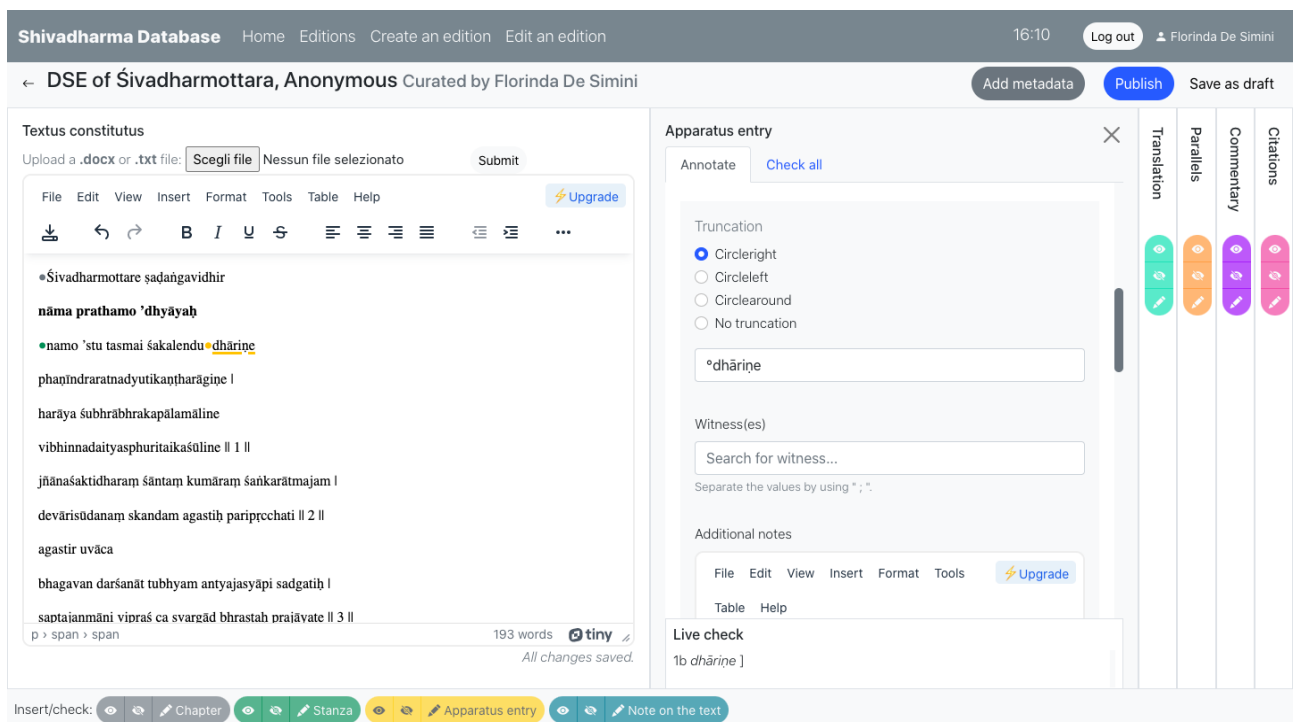 Shivadharma Database Home Editions Create an edition Edit an edition 16:10 Log out Florinda De Simini
← DSE of Śivadharmottara, Anonymous Curated by Florinda De Simini Add metadata Publish Save as draft
Textus constitutus
Upload a .docx or .txt file: Scegli file Nessun file selezionato Submit
File Edit View Insert Format Tools Table Help ⚡Upgrade
B I U S ...
●Śivadharmottare ṣaḍaṅgavidhir
nāma prathamo ’dhyāyaḥ
●namo ’stu tasmai śakalendu●dhāriṇe
phaṇīndraratnadyutikaṇṭharāgiṇe |
harāya śubhrābhrakapālamāline
vibhinnadaityasphuritaikaśūline || 1 ||
jñānaśaktidharaṃ śāntaṃ kumāraṃ śaṅkarātmajam |
devārisūdanaṃ skandam agastiḥ paripṛcchati || 2 ||
agastir uvāca
bhagavan darśanāt tubhyam antyajasyāpi sadgatiḥ |
saptajanmāni vipraś ca svargād bhraṣṭaḥ prajāyate || 3 ||
p › span › span 193 words tiny
All changes saved.
Apparatus entry
Annotate Check all
Truncation
Circleright
Circleleft
Circlearound
No truncation
°dhāriṇe
Witness(es)
Search for witness...
Separate the values by using " ; ".
Additional notes
File Edit View Insert Format Tools ⚡Upgrade
Table Help
Live check
1b dhāriṇe ]
Translation
Parallels
Commentary
Citations
Insert/check: Chapter Stanza Apparatus entry Note on the text